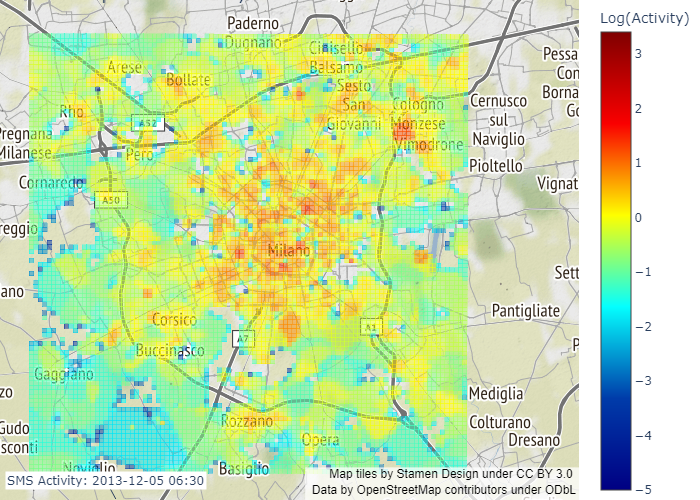 Log(Activity)
Paderno
Dugnano
Cinisello
Balsamo
Arese
Bollate
Sesto
San
Giovanni
Cologno
Monzese
Vimodrone
Cernusco
sul
Naviglio
Pessa
Con
Borna
Go
Rho
A52
Pregnana
Milanese
Pero
Pioltello
Cornaredo
A50
Vignat
reggio
Milano
Sett
ano
Pantigliate
Corsico
A7
A1
P
Buccinasco
Gaggiano
zo
Mediglia
Rozzano
Colturano
Gudo
sconti
Opera
Dresano
Noviglio
Basiglio
SMS Activity: 2013-12-05 06:30
Map tiles by Stamen Design under CC BY 3.0
Data by OpenStreetMap contributors under ODbL
3
2
1
0
−1
−2
−3
−4
−5